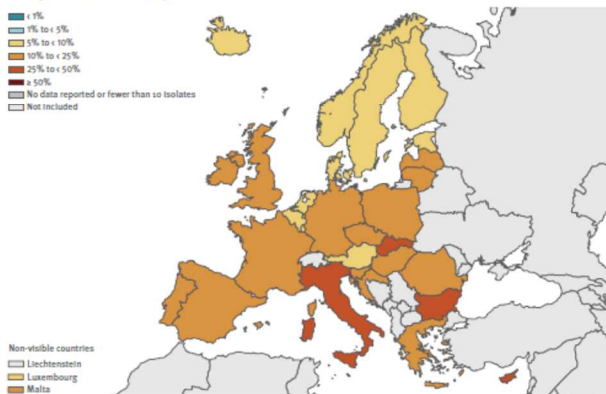 < 1%
1% to < 5%
5% to < 10%
10% to < 25%
25% to < 50%
≥ 50%
No data reported or fewer than 10 isolates
Not included
Non-visible countries
Liechtenstein
Luxembourg
Malta